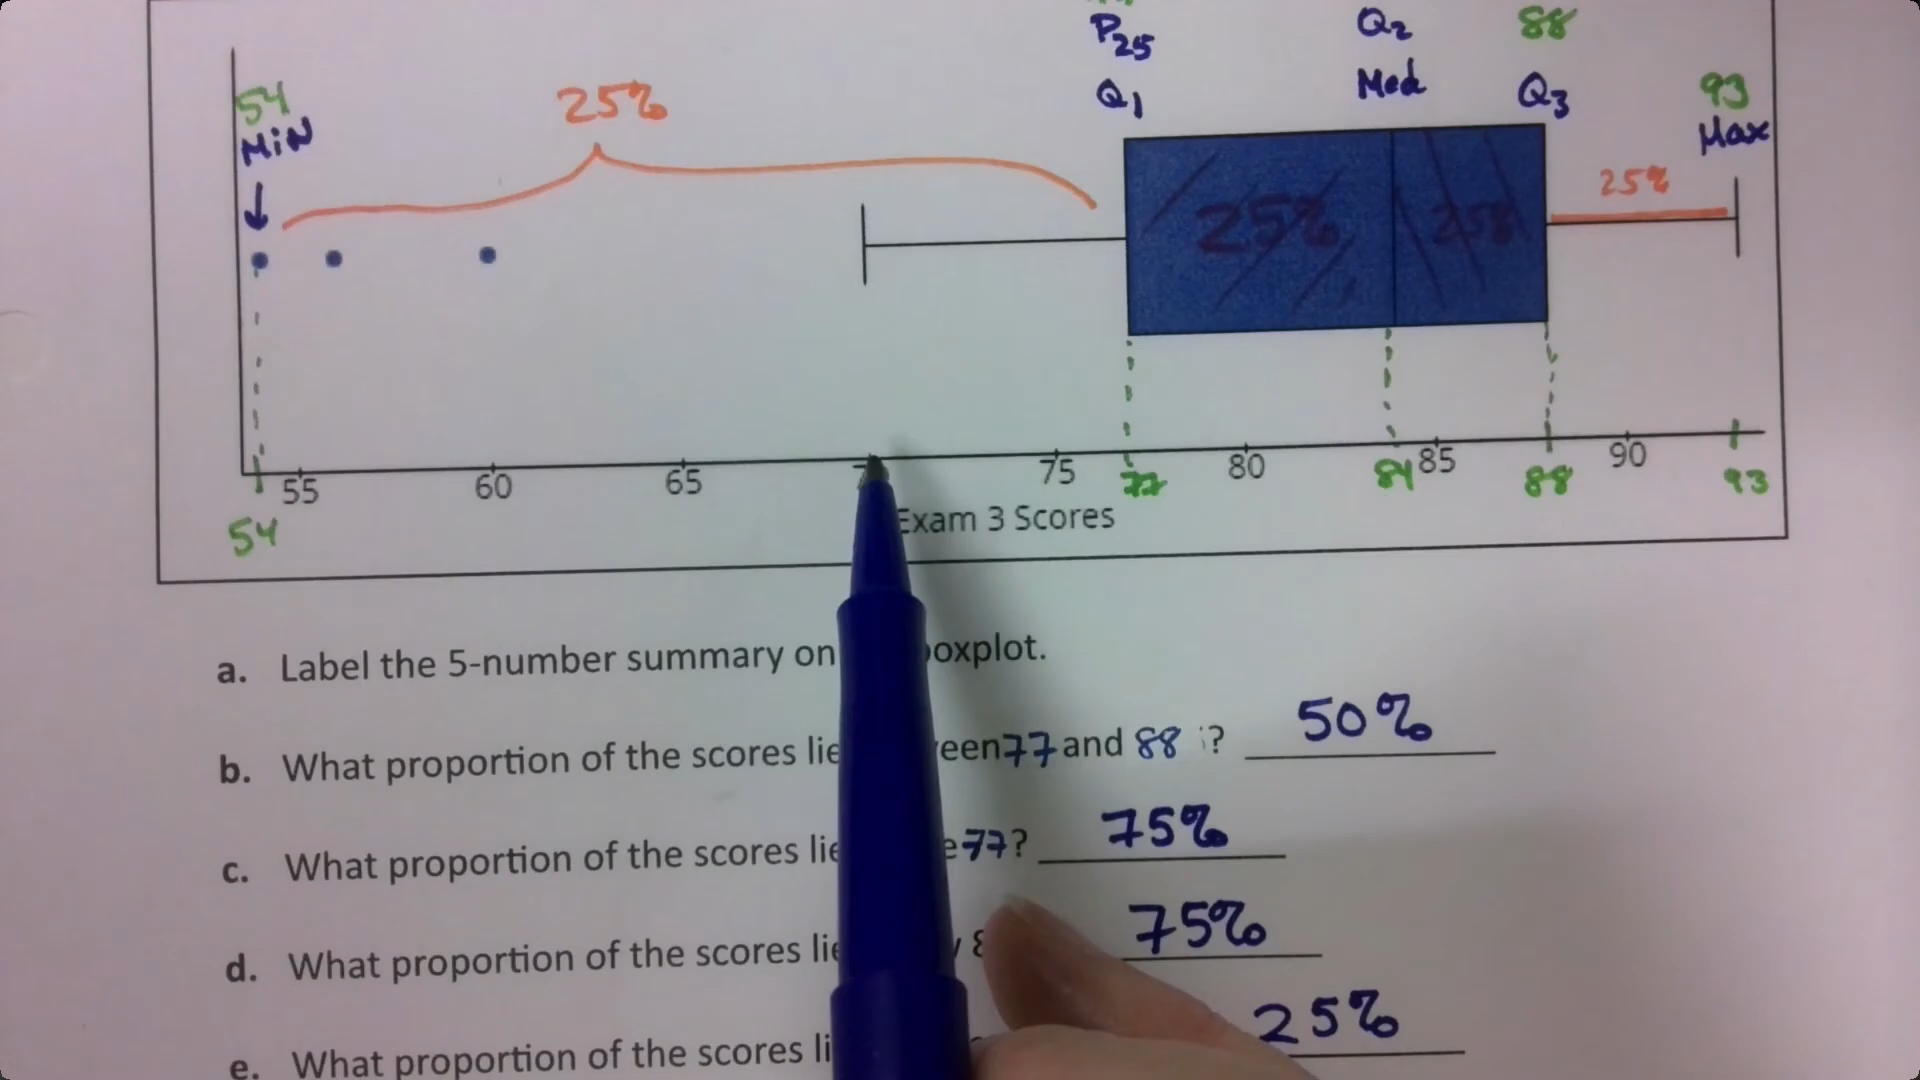 P25 Q2 88
Q1 Med Q3
54 25% 93
MiN Max
25%
25% 25%
55 60 65 75 80 85 90
54 77 84 88 93
Exam 3 Scores
a. Label the 5-number summary on oxplot.
b. What proportion of the scores lie een 77 and 88 ? 50%
c. What proportion of the scores lie e 77? 75%
d. What proportion of the scores lie 75%
e. What proportion of the scores li 25%